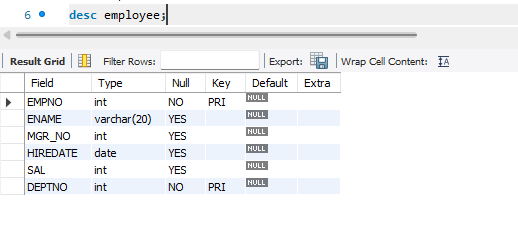 6 desc employee;
Result Grid Filter Rows: Export: Wrap Cell Content:
Field Type Null Key Default Extra
EMPNO int NO PRI NULL
ENAME varchar(20) YES NULL
MGR_NO int YES NULL
HIREDATE date YES NULL
SAL int YES NULL
DEPTNO int NO PRI NULL